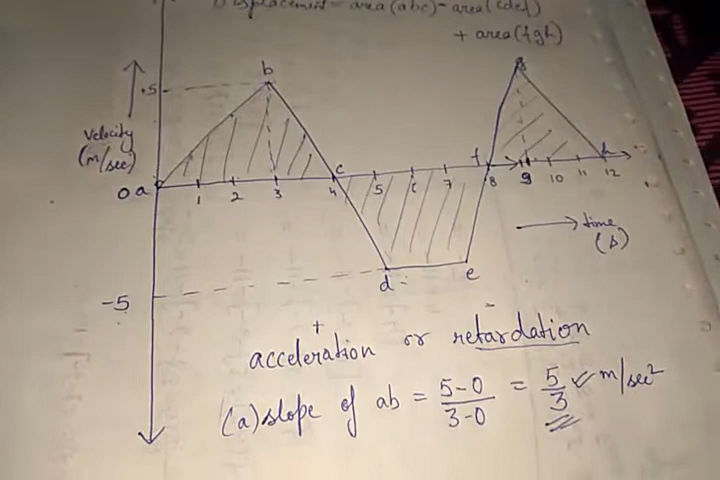 Displacement = area(abc) - area(cdef)
+ area(fgh)
b
g
+5
velocity
(m/sec)
0 a 1 2 3 4 c 5 6 7 f 8 9 10 11 h 12
time
(s)
d
e
-5
+ -
acceleration or retardation
(a) slope of ab = 5-0/3-0 = 5/3 ✓ m/sec²